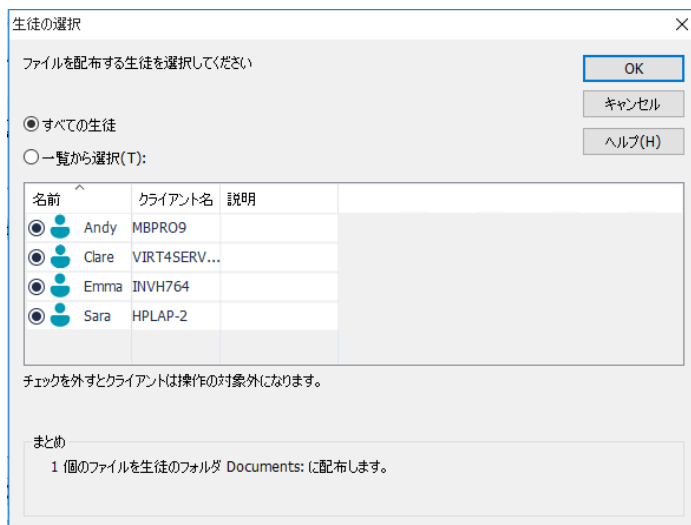 生徒の選択
ファイルを配布する生徒を選択してください
OK
キャンセル
ヘルプ(H)
すべての生徒
一覧から選択(T):
名前 クライアント名 説明
Andy MBPRO9
Clare VIRT4SERV...
Emma INVH764
Sara HPLAP-2
チェックを外すとクライアントは操作の対象外になります。
まとめ
1 個のファイルを生徒のフォルダ Documents: に配布します。